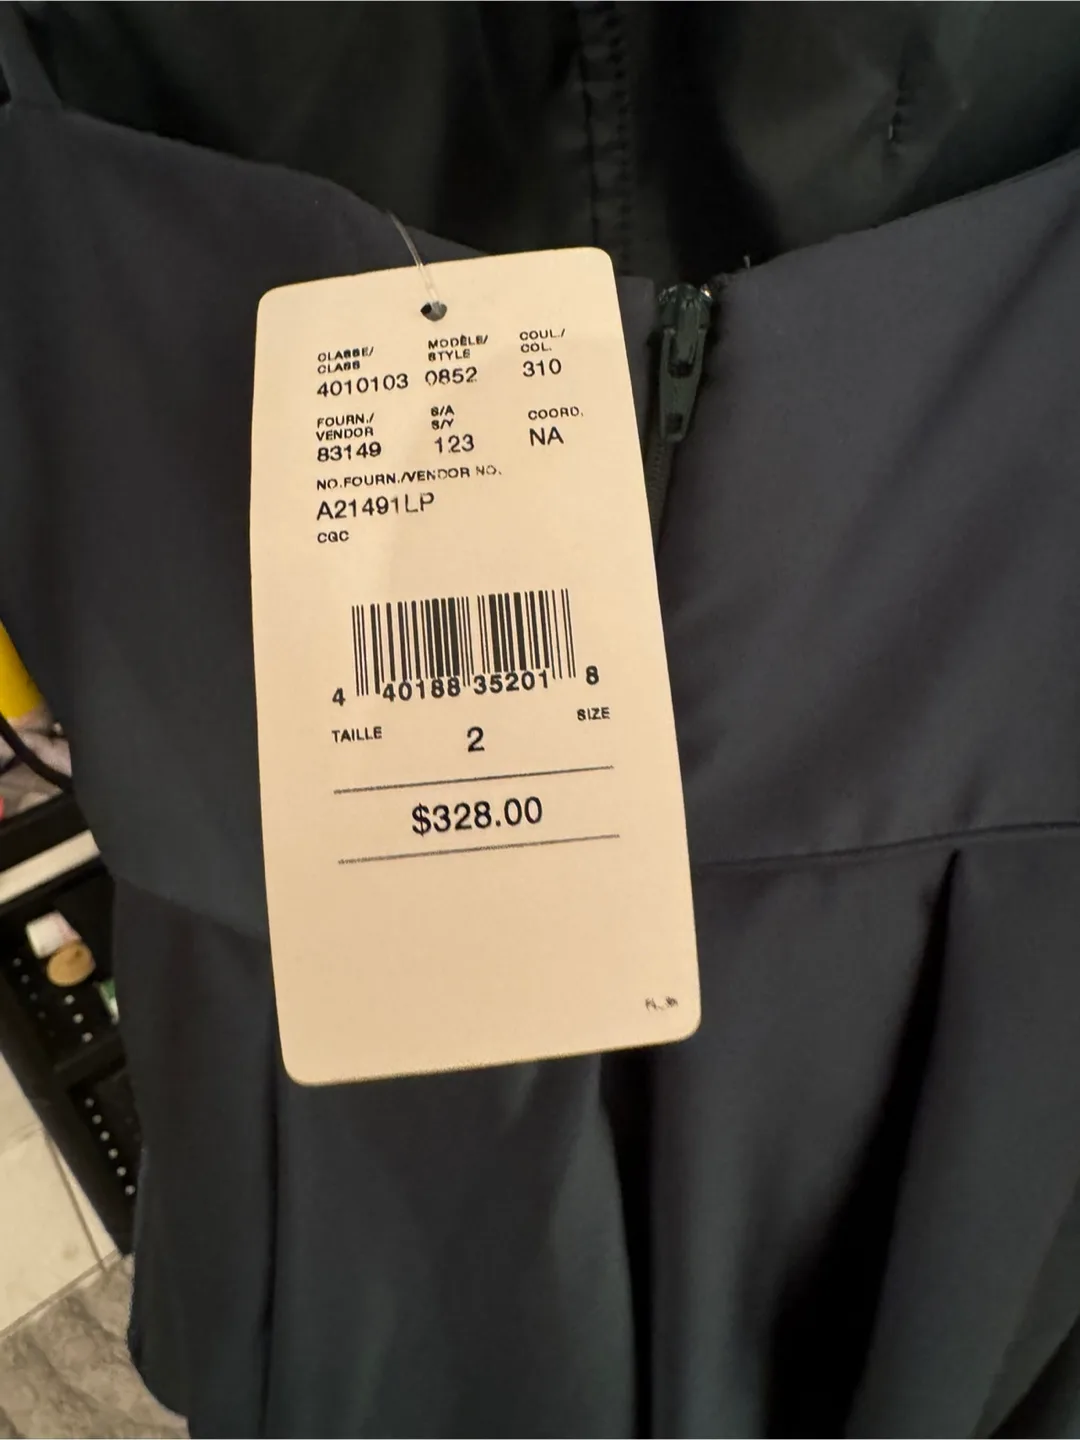 CLASSE/ MODÈLE/ COUL./
CLASS STYLE COL.
4010103 0852 310
FOURN./ S/A COORD.
VENDOR S/Y
83149 123 NA
NO.FOURN./VENDOR NO.
A21491LP
CGC
4 40188 35201 8
TAILLE 2 SIZE
$328.00